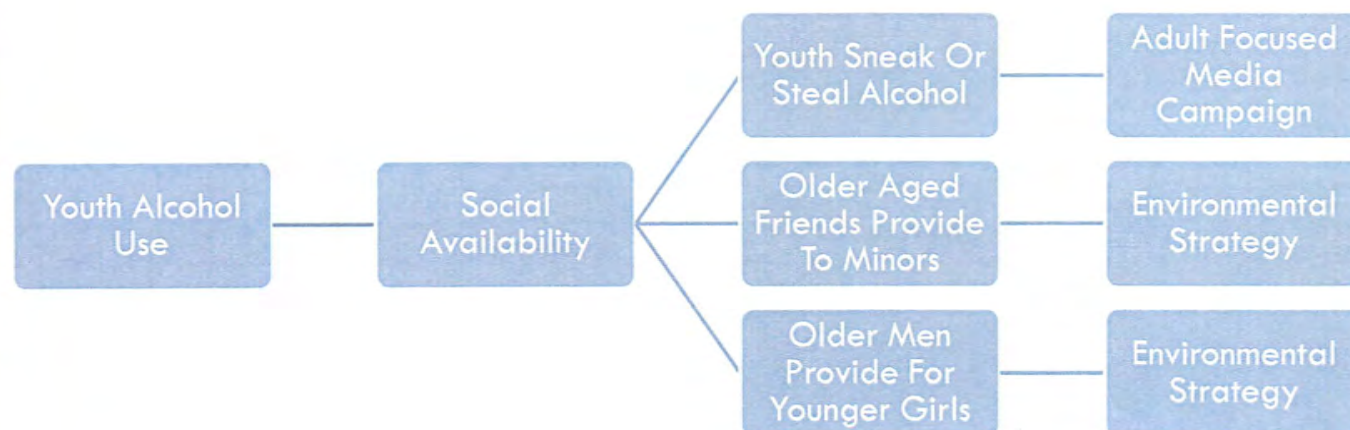 Youth Alcohol
Use
Social
Availability
Youth Sneak Or
Steal Alcohol
Adult Focused
Media
Campaign
Older Aged
Friends Provide
To Minors
Environmental
Strategy
Older Men
Provide For
Younger Girls
Environmental
Strategy